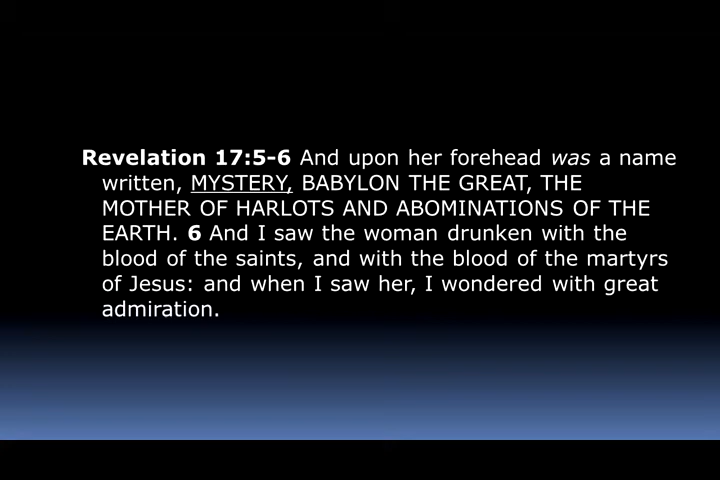 Revelation 17:5-6 And upon her forehead was a name
written, MYSTERY, BABYLON THE GREAT, THE
MOTHER OF HARLOTS AND ABOMINATIONS OF THE
EARTH. 6 And I saw the woman drunken with the
blood of the saints, and with the blood of the martyrs
of Jesus: and when I saw her, I wondered with great
admiration.